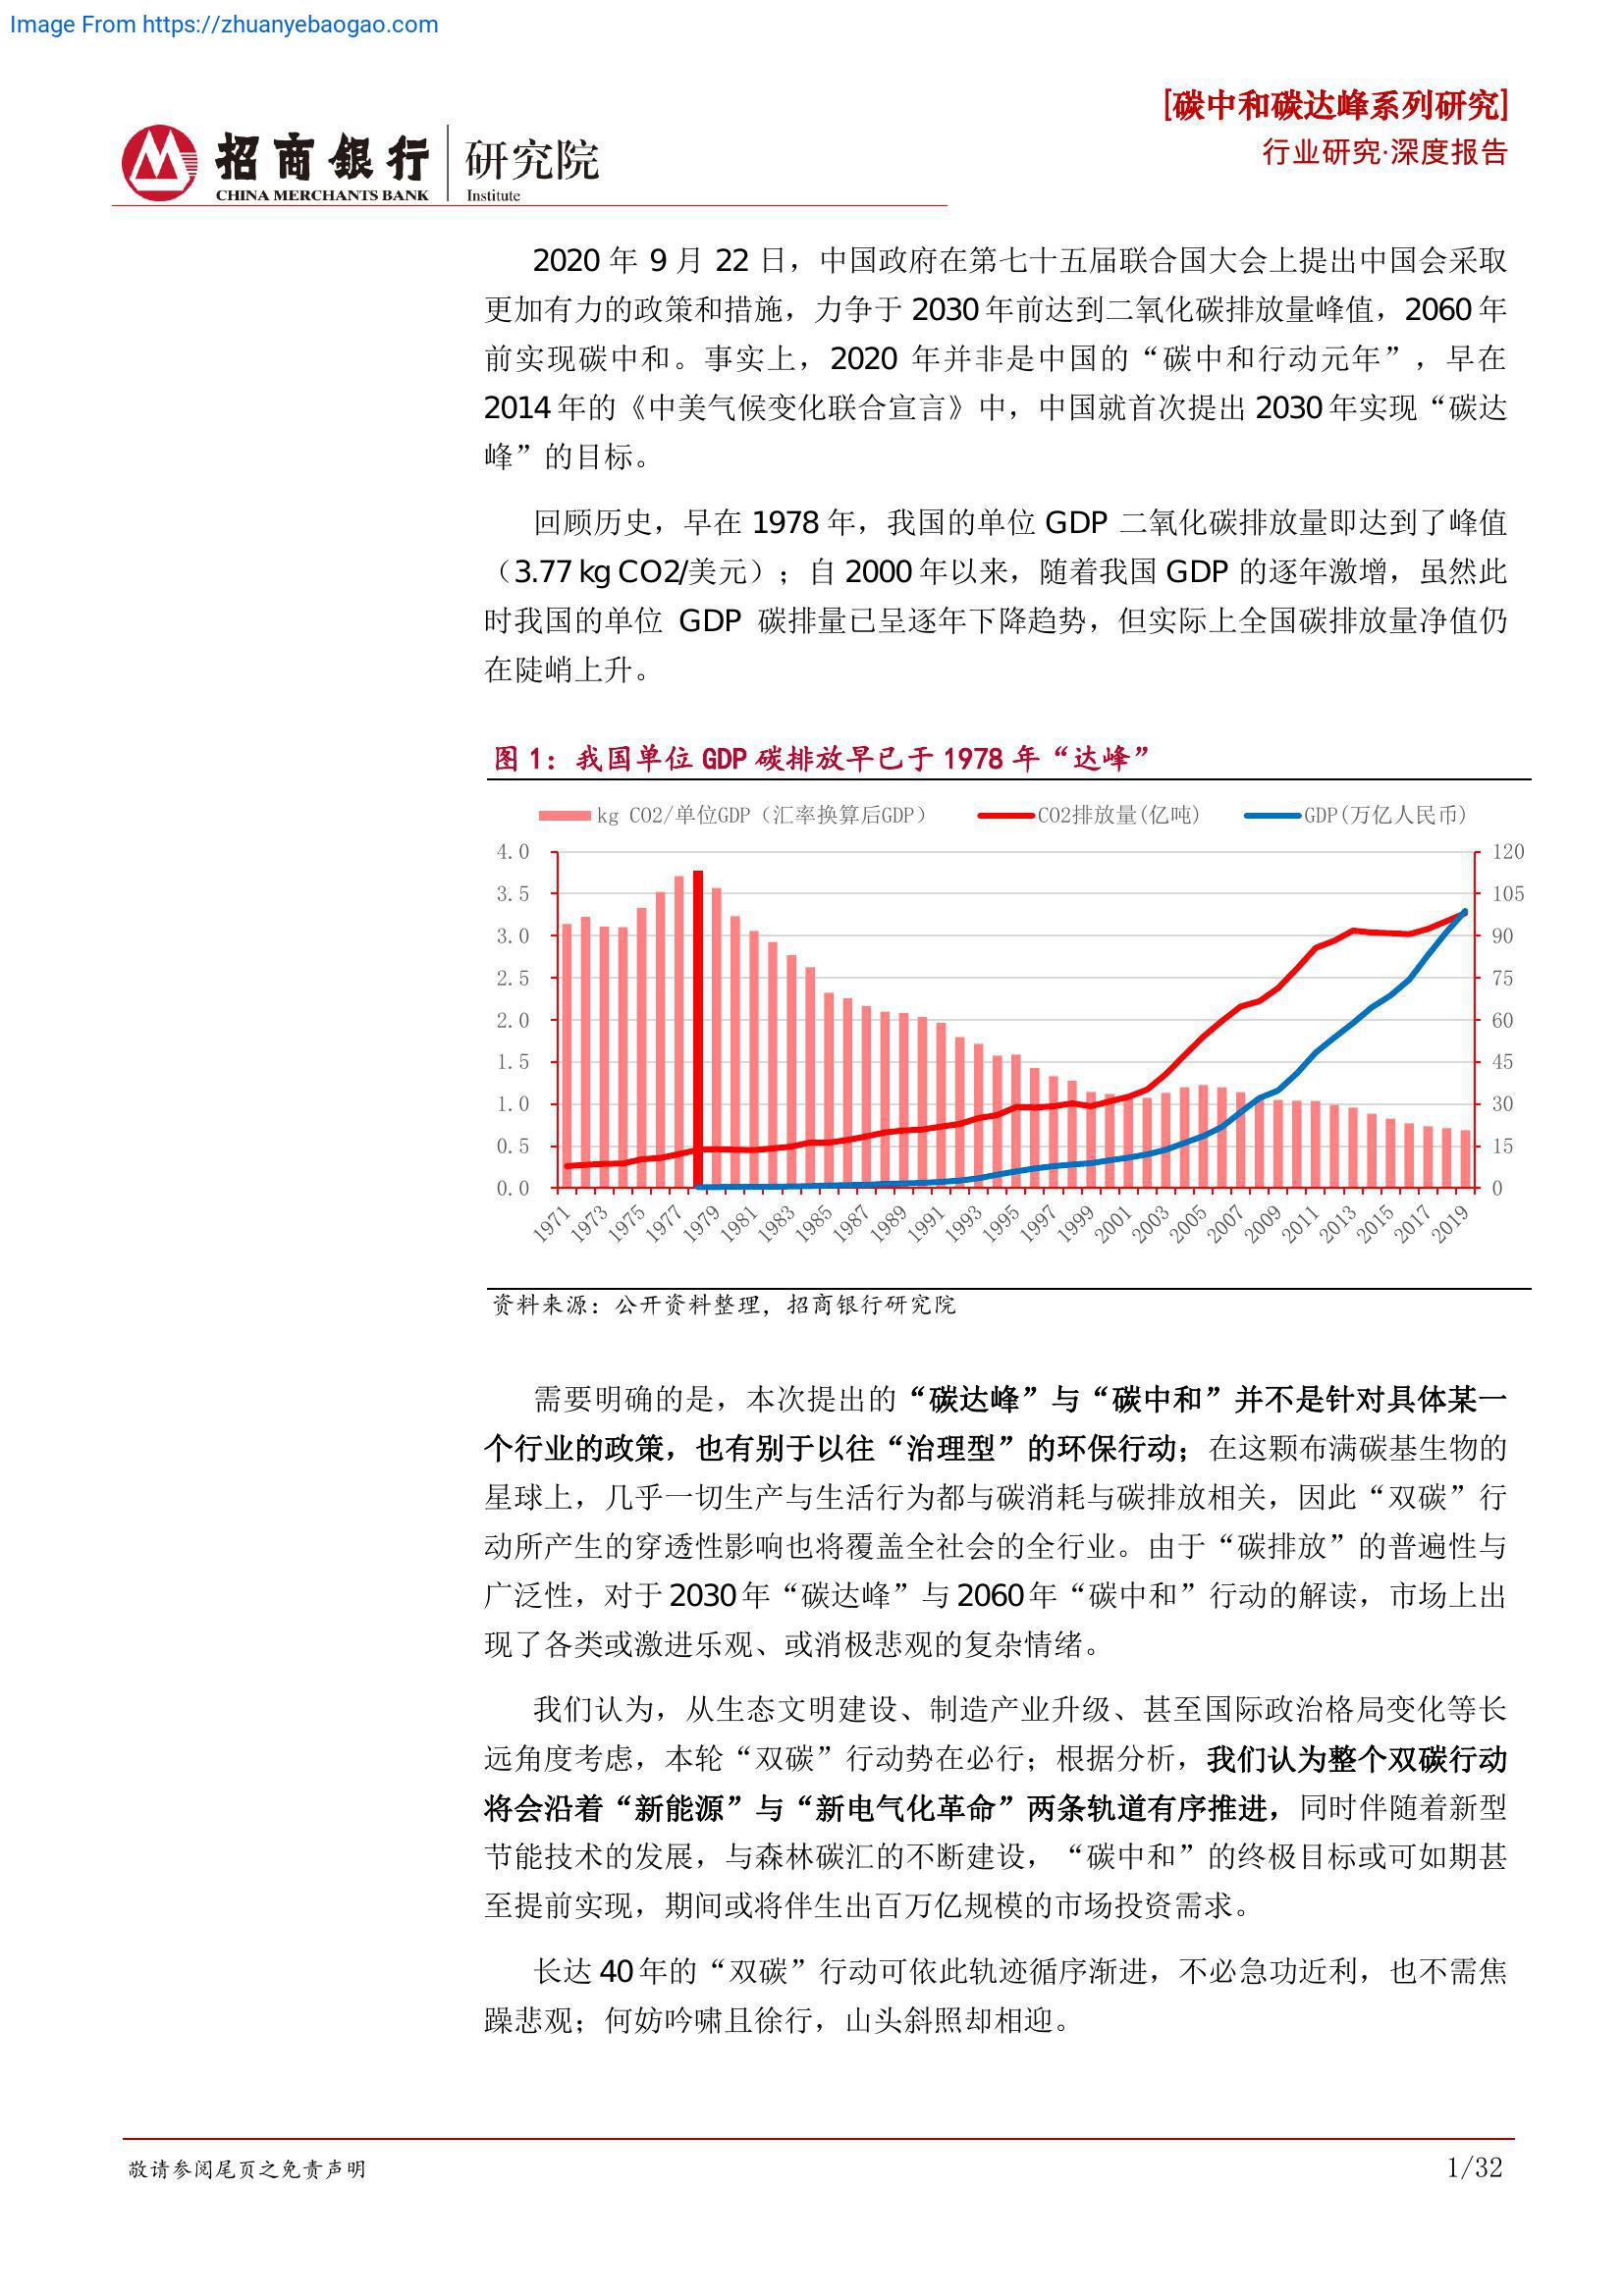 Image From https://zhuanyebaogao.com
[碳中和碳达峰系列研究]
行业研究·深度报告
招商银行 研究院
CHINA MERCHANTS BANK Institute
2020 年 9 月 22 日，中国政府在第七十五届联合国大会上提出中国会采取
更加有力的政策和措施，力争于 2030 年前达到二氧化碳排放量峰值，2060 年
前实现碳中和。事实上，2020 年并非是中国的“碳中和行动元年”，早在
2014 年的《中美气候变化联合宣言》中，中国就首次提出 2030 年实现“碳达
峰”的目标。
回顾历史，早在 1978 年，我国的单位 GDP 二氧化碳排放量即达到了峰值
（3.77 kg CO2/美元）；自 2000 年以来，随着我国 GDP 的逐年激增，虽然此
时我国的单位 GDP 碳排量已呈逐年下降趋势，但实际上全国碳排放量净值仍
在陡峭上升。
图 1：我国单位 GDP 碳排放早已于 1978 年“达峰”
kg CO2/单位GDP（汇率换算后GDP） CO2排放量(亿吨) GDP(万亿人民币)
4.0 120
3.5 105
3.0 90
2.5 75
2.0 60
1.5 45
1.0 30
0.5 15
0.0 0
1971 1973 1975 1977 1979 1981 1983 1985 1987 1989 1991 1993 1995 1997 1999 2001 2003 2005 2007 2009 2011 2013 2015 2017 2019
资料来源：公开资料整理，招商银行研究院
需要明确的是，本次提出的“碳达峰”与“碳中和”并不是针对具体某一
个行业的政策，也有别于以往“治理型”的环保行动；在这颗布满碳基生物的
星球上，几乎一切生产与生活行为都与碳消耗与碳排放相关，因此“双碳”行
动所产生的穿透性影响也将覆盖全社会的全行业。由于“碳排放”的普遍性与
广泛性，对于 2030 年“碳达峰”与 2060 年“碳中和”行动的解读，市场上出
现了各类或激进乐观、或消极悲观的复杂情绪。
我们认为，从生态文明建设、制造产业升级、甚至国际政治格局变化等长
远角度考虑，本轮“双碳”行动势在必行；根据分析，我们认为整个双碳行动
将会沿着“新能源”与“新电气化革命”两条轨道有序推进，同时伴随着新型
节能技术的发展，与森林碳汇的不断建设，“碳中和”的终极目标或可如期甚
至提前实现，期间或将伴生出百万亿规模的市场投资需求。
长达 40 年的“双碳”行动可依此轨迹循序渐进，不必急功近利，也不需焦
躁悲观；何妨吟啸且徐行，山头斜照却相迎。
敬请参阅尾页之免责声明 1/32